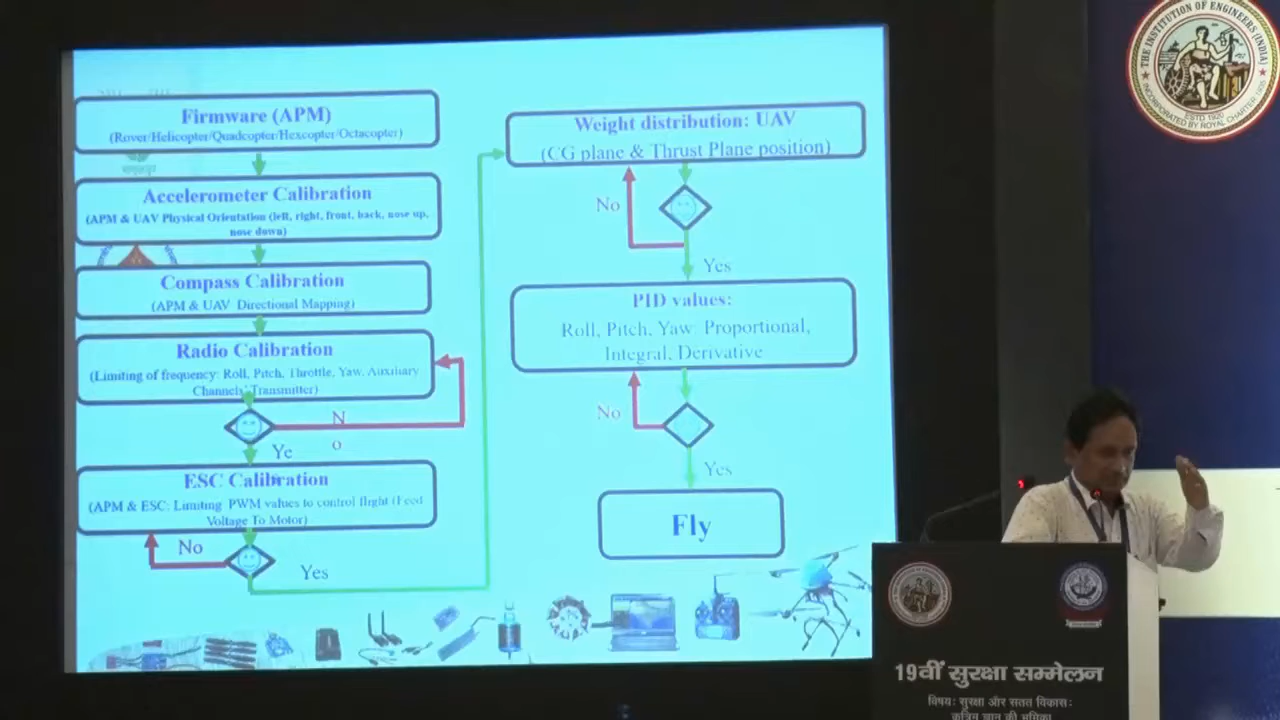 Firmware (APM)
(Rover/Helicopter/Quadcopter/Hexcopter/Octacopter)
Accelerometer Calibration
(APM & UAV Physical Orientation (left, right, front, back, nose up,
nose down)
Compass Calibration
(APM & UAV Directional Mapping)
Radio Calibration
(Limiting of frequency: Roll, Pitch, Throttle, Yaw, Auxiliary
Channels' Transmitter)
N
o
Ye
ESC Calibration
(APM & ESC: Limiting PWM values to control flight (Feed
Voltage To Motor)
No
Yes
Weight distribution: UAV
(CG plane & Thrust Plane position)
No
Yes
PID values:
Roll, Pitch, Yaw: Proportional,
Integral, Derivative
No
Yes
Fly
THE INSTITUTION OF ENGINEERS (INDIA)
ESTD 1920
INCORPORATED BY ROYAL CHARTER 1935
19वीं सुरक्षा सम्मेलन
विषय: सुरक्षा और सतत विकास: